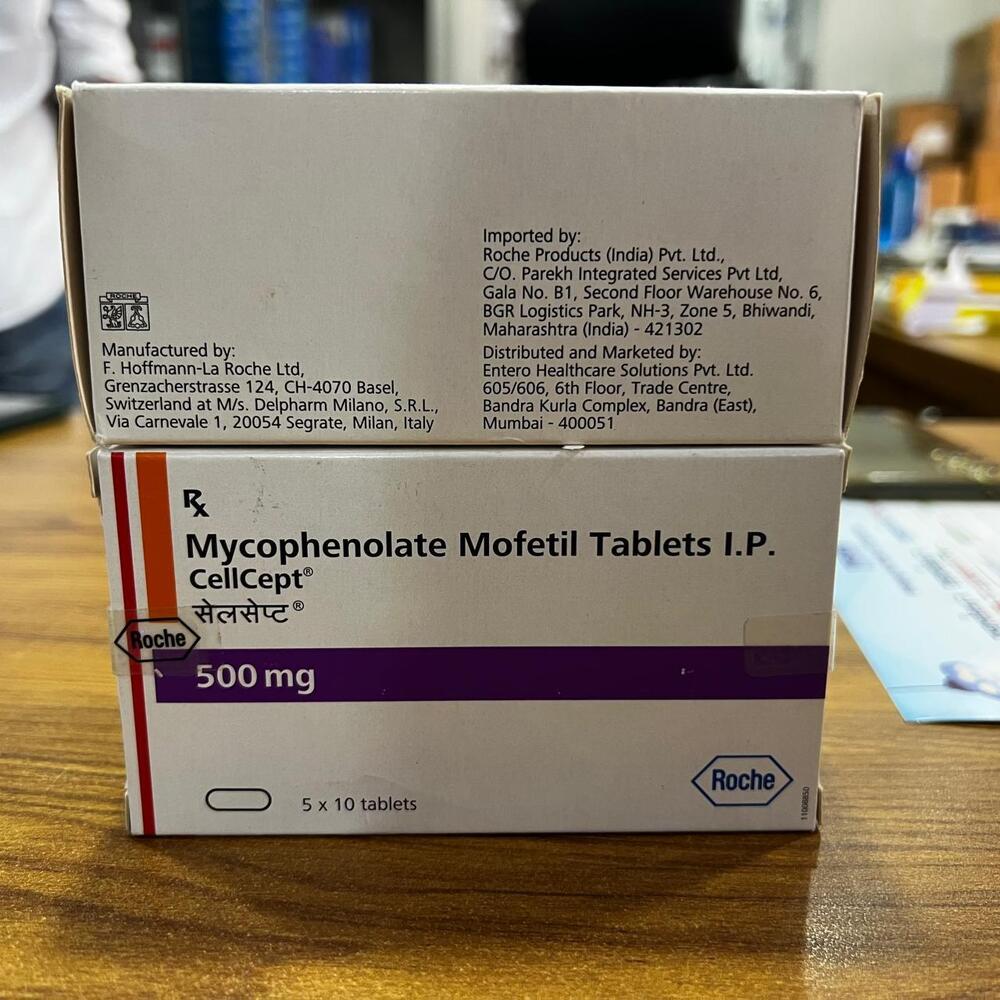 ROCHE
Manufactured by:
F. Hoffmann-La Roche Ltd,
Grenzacherstrasse 124, CH-4070 Basel,
Switzerland at M/s. Delpharm Milano, S.R.L.,
Via Carnevale 1, 20054 Segrate, Milan, Italy
Imported by:
Roche Products (India) Pvt. Ltd.,
C/O. Parekh Integrated Services Pvt Ltd,
Gala No. B1, Second Floor Warehouse No. 6,
BGR Logistics Park, NH-3, Zone 5, Bhiwandi,
Maharashtra (India) - 421302
Distributed and Marketed by:
Entero Healthcare Solutions Pvt. Ltd.
605/606, 6th Floor, Trade Centre,
Bandra Kurla Complex, Bandra (East),
Mumbai - 400051
Rx
Mycophenolate Mofetil Tablets I.P.
CellCept®
सेलसेप्ट®
Roche
500 mg
5 x 10 tablets
Roche